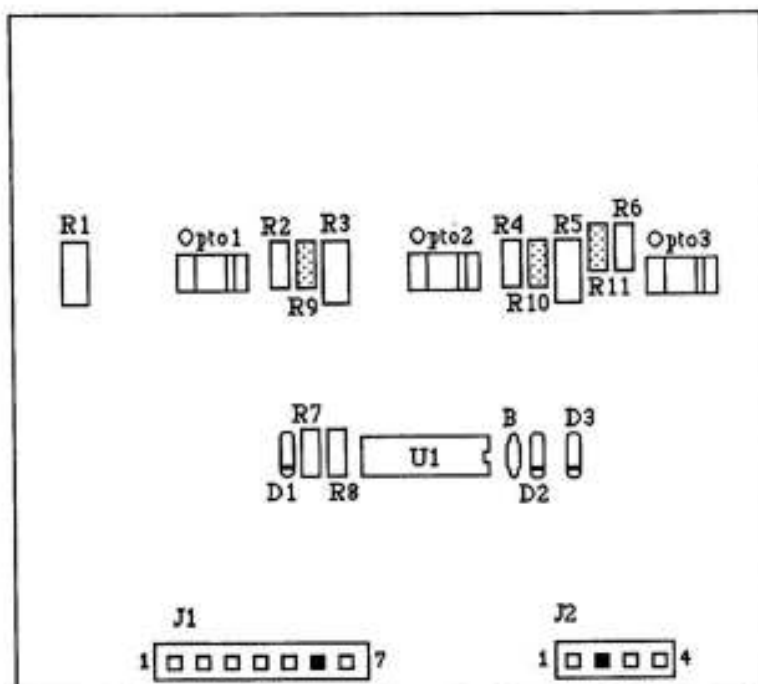 R1 Opto1 R2 R3 Opto2 R4 R5 R6 Opto3
R9 R10 R11
R7 B D3
U1
D1 R8 D2
J1 J2
1 7 1 4